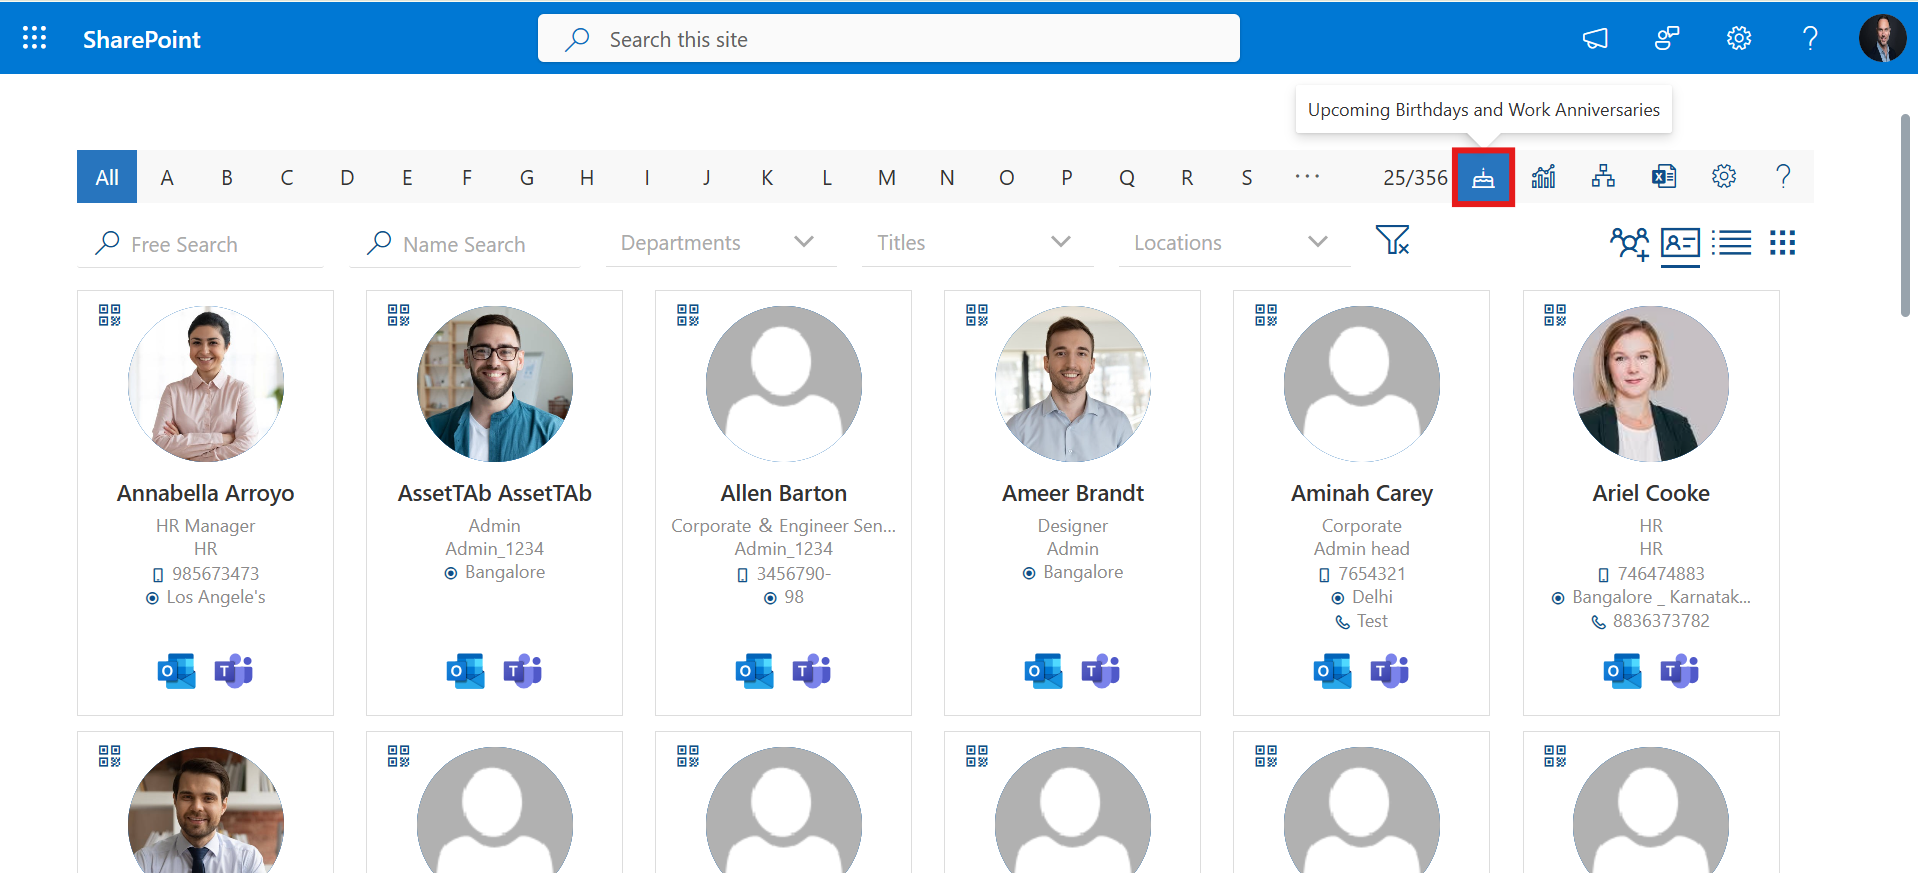 SharePoint
Search this site
Upcoming Birthdays and Work Anniversaries
All A B C D E F G H I J K L M N O P Q R S ··· 25/356
Free Search Name Search Departments Titles Locations
Annabella Arroyo
HR Manager
HR
985673473
Los Angele's
AssetTAb AssetTAb
Admin
Admin_1234
Bangalore
Allen Barton
Corporate & Engineer Sen...
Admin_1234
3456790-
98
Ameer Brandt
Designer
Admin
Bangalore
Aminah Carey
Corporate
Admin head
7654321
Delhi
Test
Ariel Cooke
HR
HR
746474883
Bangalore _ Karnatak...
8836373782